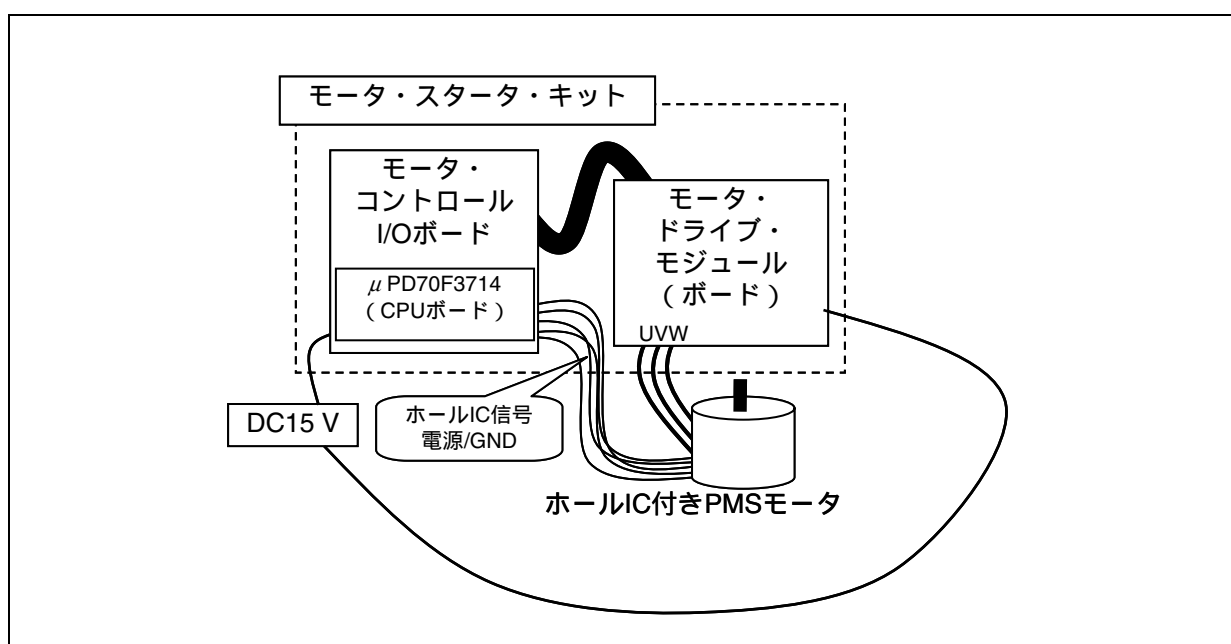 モータ・スタータ・キット
モータ・
コントロール
I/Oボード
μPD70F3714
（CPUボード）
モータ・
ドライブ・
モジュール
（ボード）
UVW
DC15 V
ホールIC信号
電源/GND
ホールIC付きPMSモータ